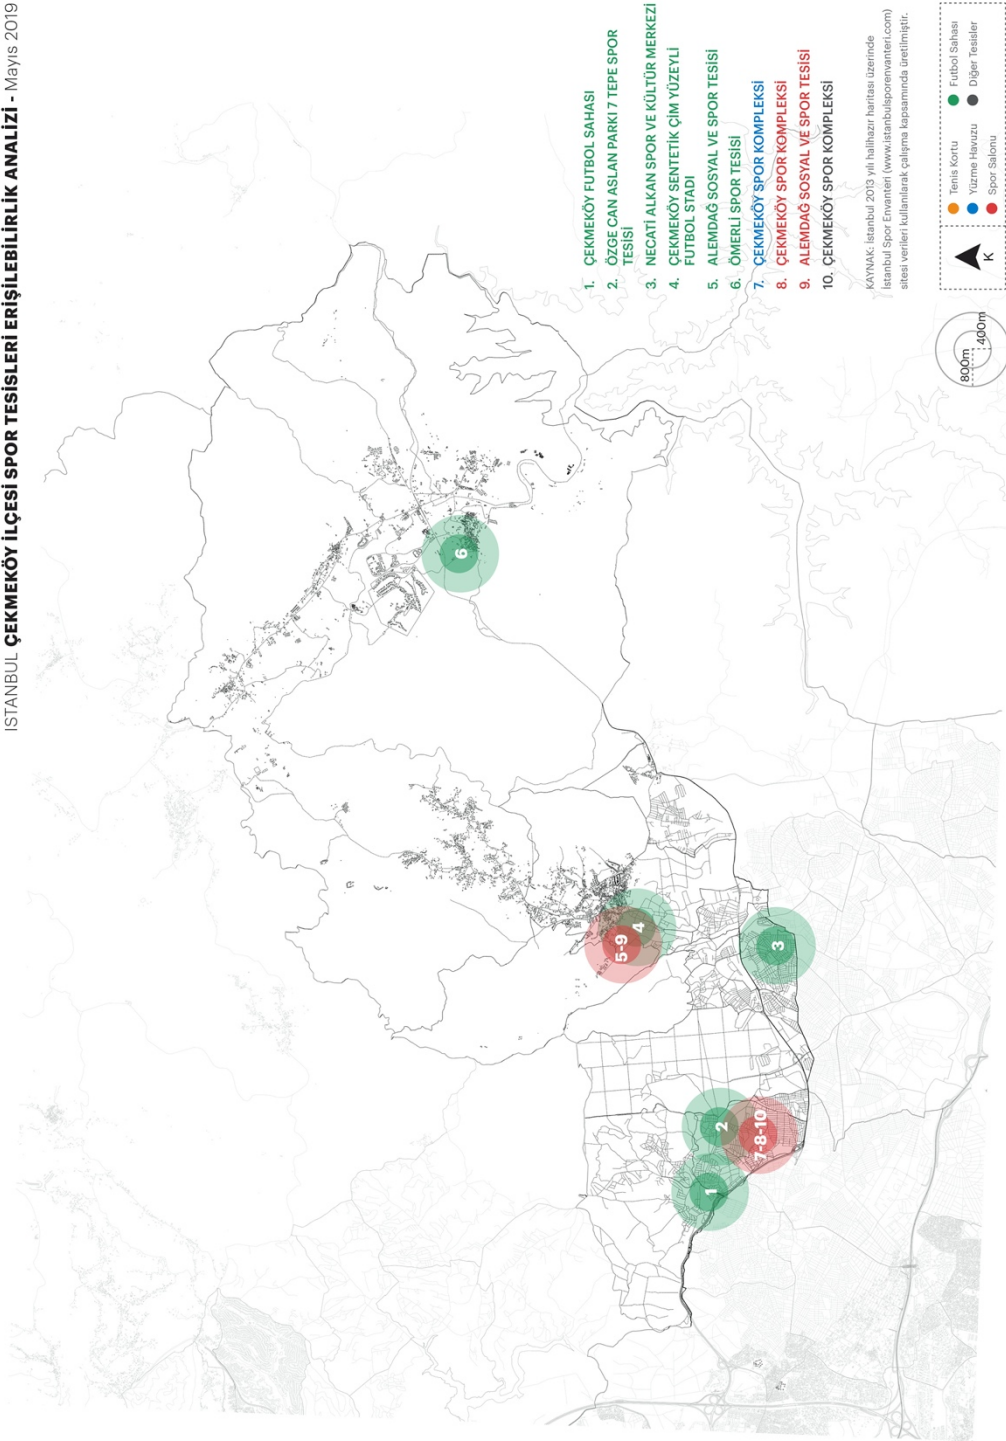 İSTANBUL ÇEKMEKÖY İLÇESİ SPOR TESİSLERİ ERİŞİLEBİLİRLİK ANALİZİ - Mayıs 2019
6
5-9
4
3
2
1
7-8-10
1. ÇEKMEKÖY FUTBOL SAHASI
2. ÖZGE CAN ASLAN PARKI 7 TEPE SPOR
TESİSİ
3. NECATİ ALKAN SPOR VE KÜLTÜR MERKEZİ
4. ÇEKMEKÖY SENTETİK ÇİM YÜZEYLİ
FUTBOL STADI
5. ALEMDAĞ SOSYAL VE SPOR TESİSİ
6. ÖMERLİ SPOR TESİSİ
7. ÇEKMEKÖY SPOR KOMPLEKSİ
8. ÇEKMEKÖY SPOR KOMPLEKSİ
9. ALEMDAĞ SOSYAL VE SPOR TESİSİ
10. ÇEKMEKÖY SPOR KOMPLEKSİ
KAYNAK: İstanbul 2013 yılı halihazır haritası üzerinde
İstanbul Spor Envanteri (www.istanbulsporenvanteri.com)
sitesi verileri kullanılarak çalışma kapsamında üretilmiştir.
800m
400m
K
Tenis Kortu
Yüzme Havuzu
Spor Salonu
Futbol Sahası
Diğer Tesisler